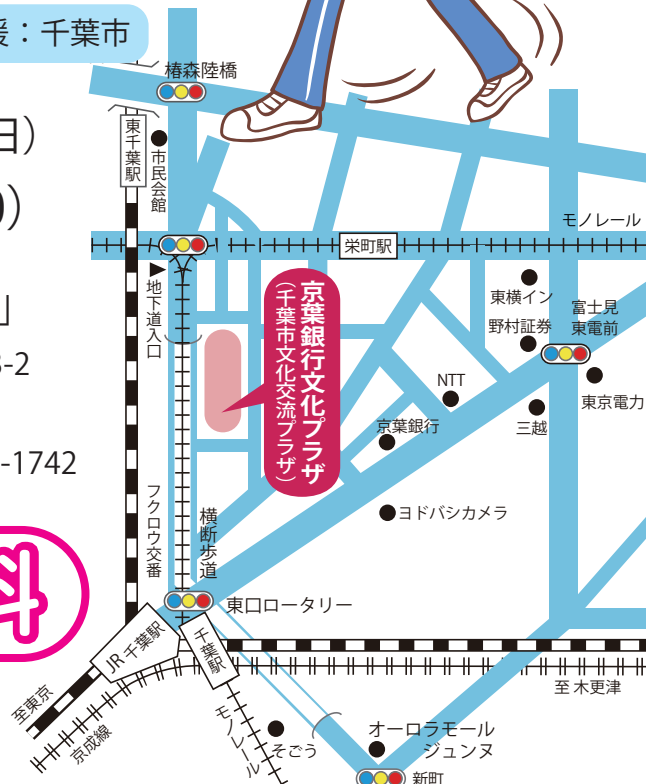 援：千葉市
椿森陸橋
日）
東千葉駅
市民会館
）
モノレール
栄町駅
地下道入口
」
東横イン
富士見
東電前
野村証券
京葉銀行文化プラザ
（千葉市文化交流プラザ）
3-2
NTT
東京電力
京葉銀行
三越
-1742
フクロウ交番
横断歩道
ヨドバシカメラ
料
東口ロータリー
JR千葉駅
千葉駅
至東京
京成線
モノレール
至 木更津
そごう
オーロラモール
ジュンヌ
新町